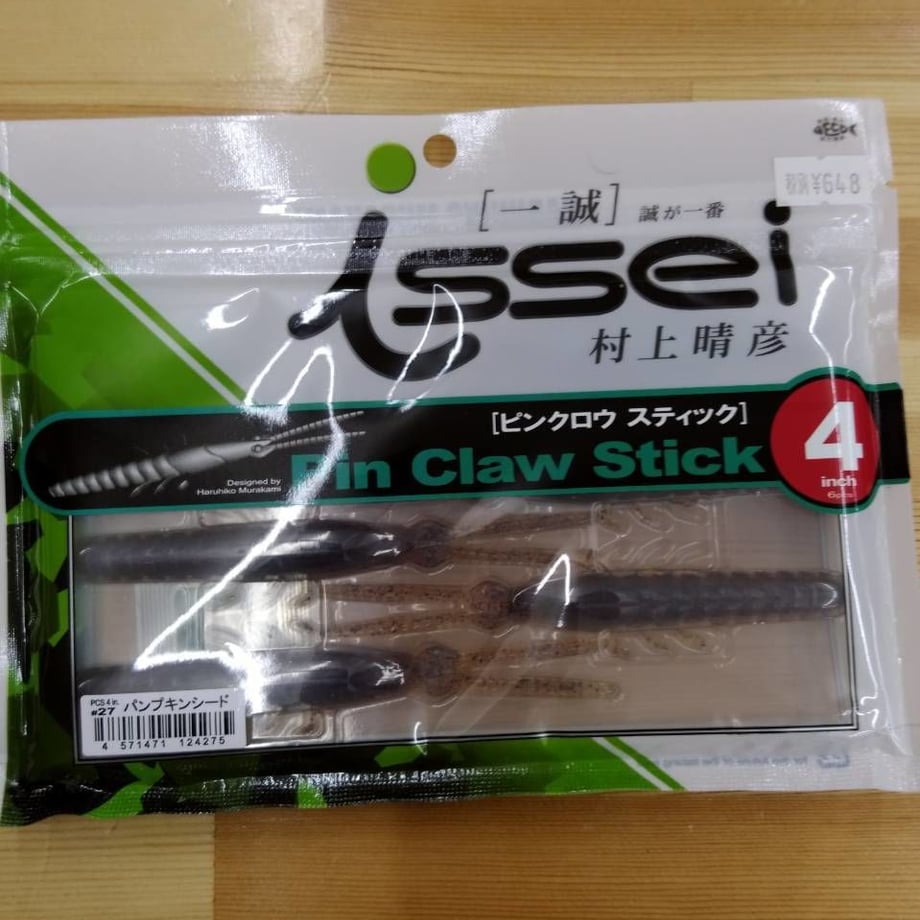 税別¥648
[一誠] 誠が一番
issei
村上晴彦
[ピンクロウ スティック]
Pin Claw Stick
4
inch
6pcs
Designed by
Haruhiko Murakami
PCS 4 in.
#27 パンプキンシード
4 571471 124275